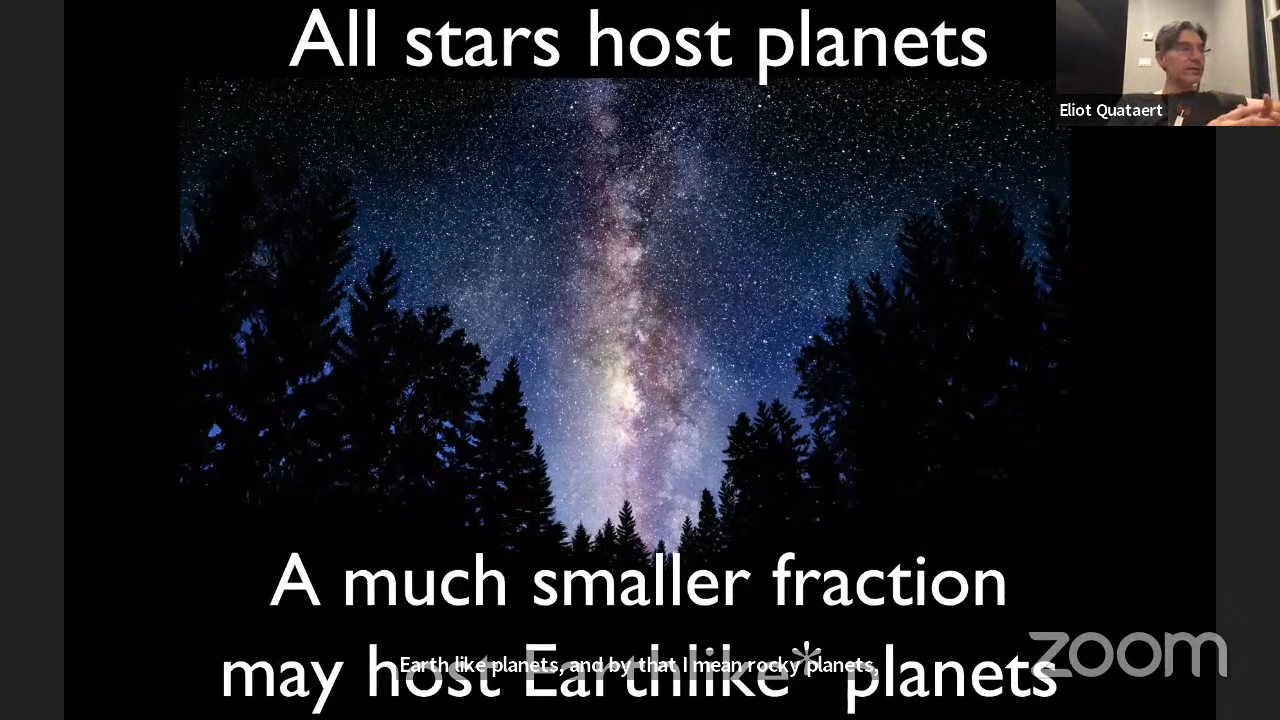 All stars host planets
Eliot Quataert
A much smaller fraction
may host Earthlike* planets
Earth like planets, and by that I mean rocky planets,
zoom